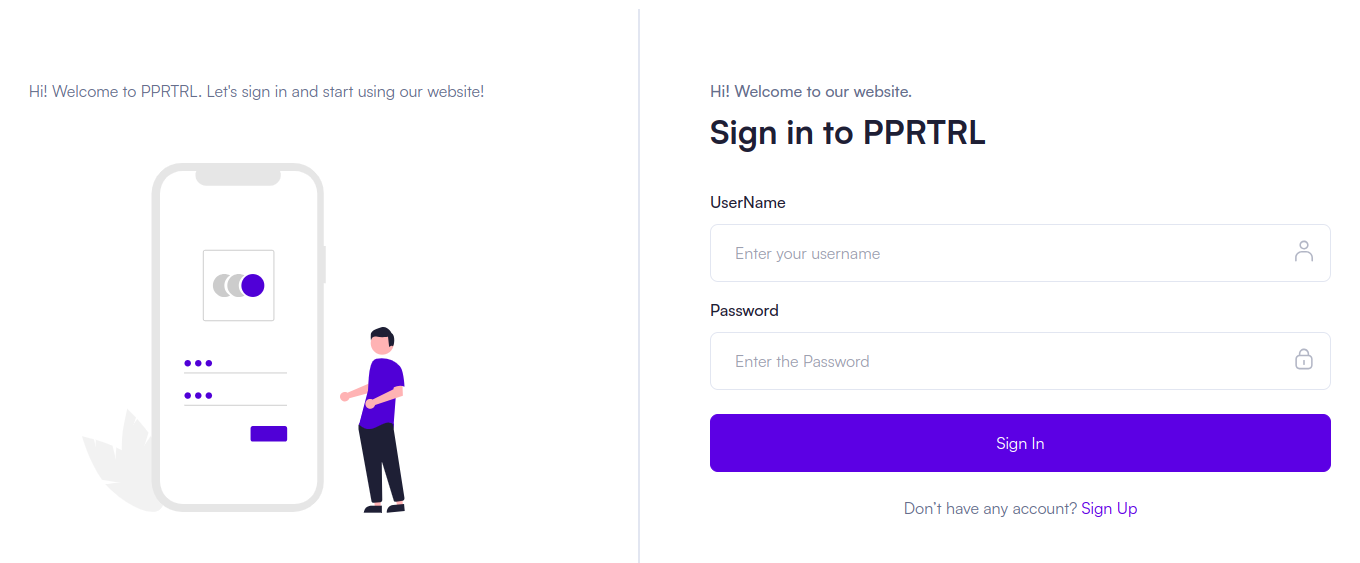 Hi! Welcome to PPRTRL. Let's sign in and start using our website!
Hi! Welcome to our website.
Sign in to PPRTRL
UserName
Enter your username
Password
Enter the Password
Sign In
Don’t have any account? Sign Up